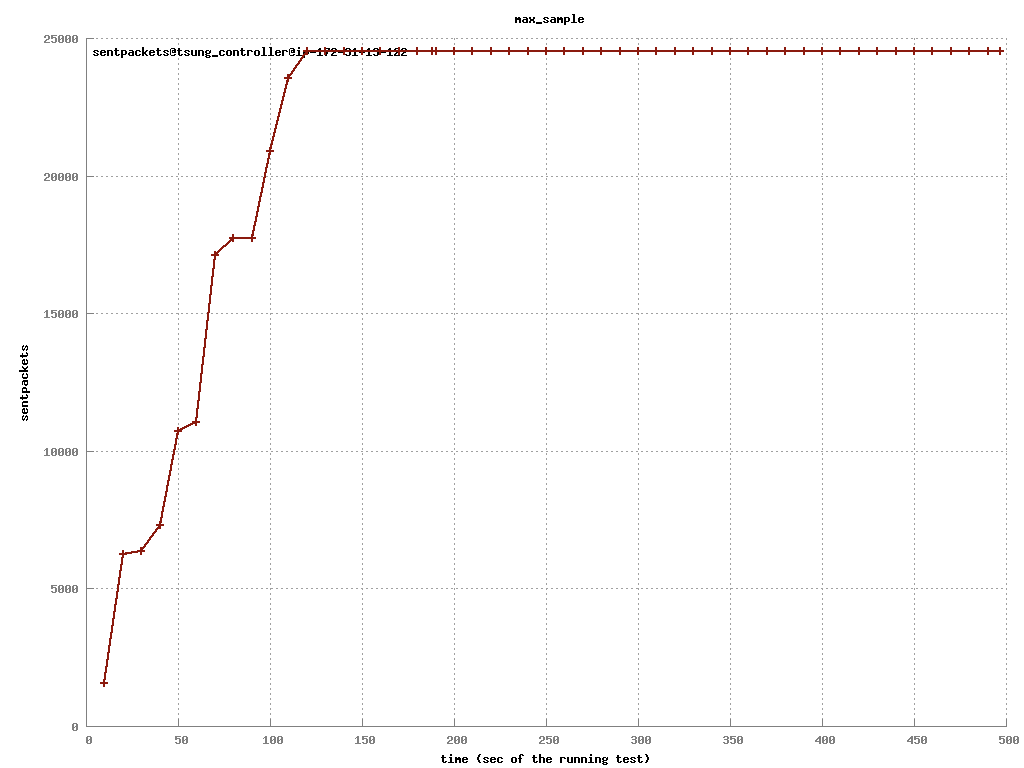 max_sample
25000
sentpackets@tsung_controller@ip-172-31-13-122
20000
15000
sentpackets
10000
5000
0
0 50 100 150 200 250 300 350 400 450 500
time (sec of the running test)